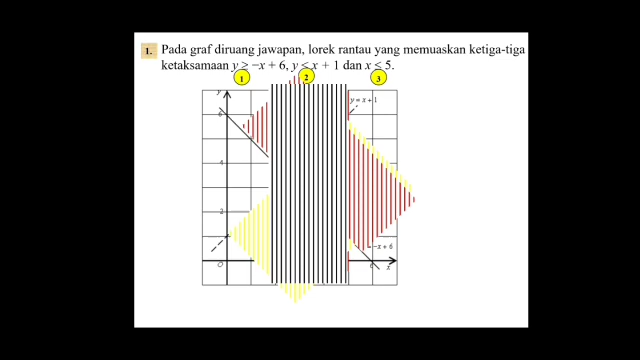 1. Pada graf diruang jawapan, lorek rantau yang memuaskan ketiga-tiga
ketaksamaan y ≥ −x + 6, y < x + 1 dan x ≤ 5.
1 2 3
y
y = x + 1
6
4
2
−x + 6
O 6 x